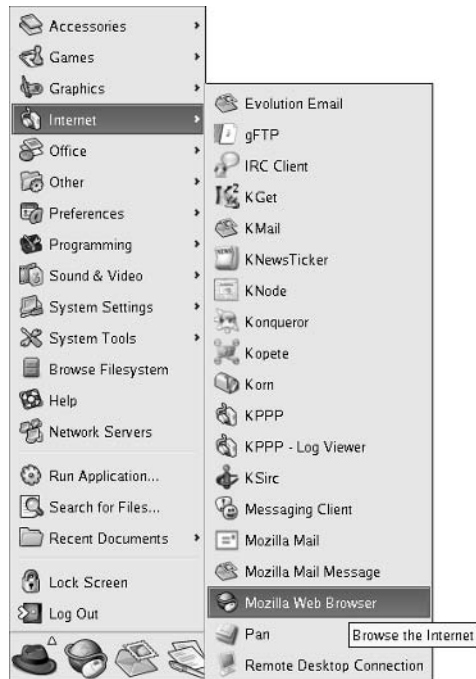 Accessories
Games
Graphics
Internet
Office
Other
Preferences
Programming
Sound & Video
System Settings
System Tools
Browse Filesystem
Help
Network Servers
Run Application...
Search for Files...
Recent Documents
Lock Screen
Log Out
Evolution Email
gFTP
IRC Client
KGet
KMail
KNewsTicker
KNode
Konqueror
Kopete
Korn
KPPP
KPPP - Log Viewer
KSirc
Messaging Client
Mozilla Mail
Mozilla Mail Message
Mozilla Web Browser
Pan
Browse the Internet
Remote Desktop Connection